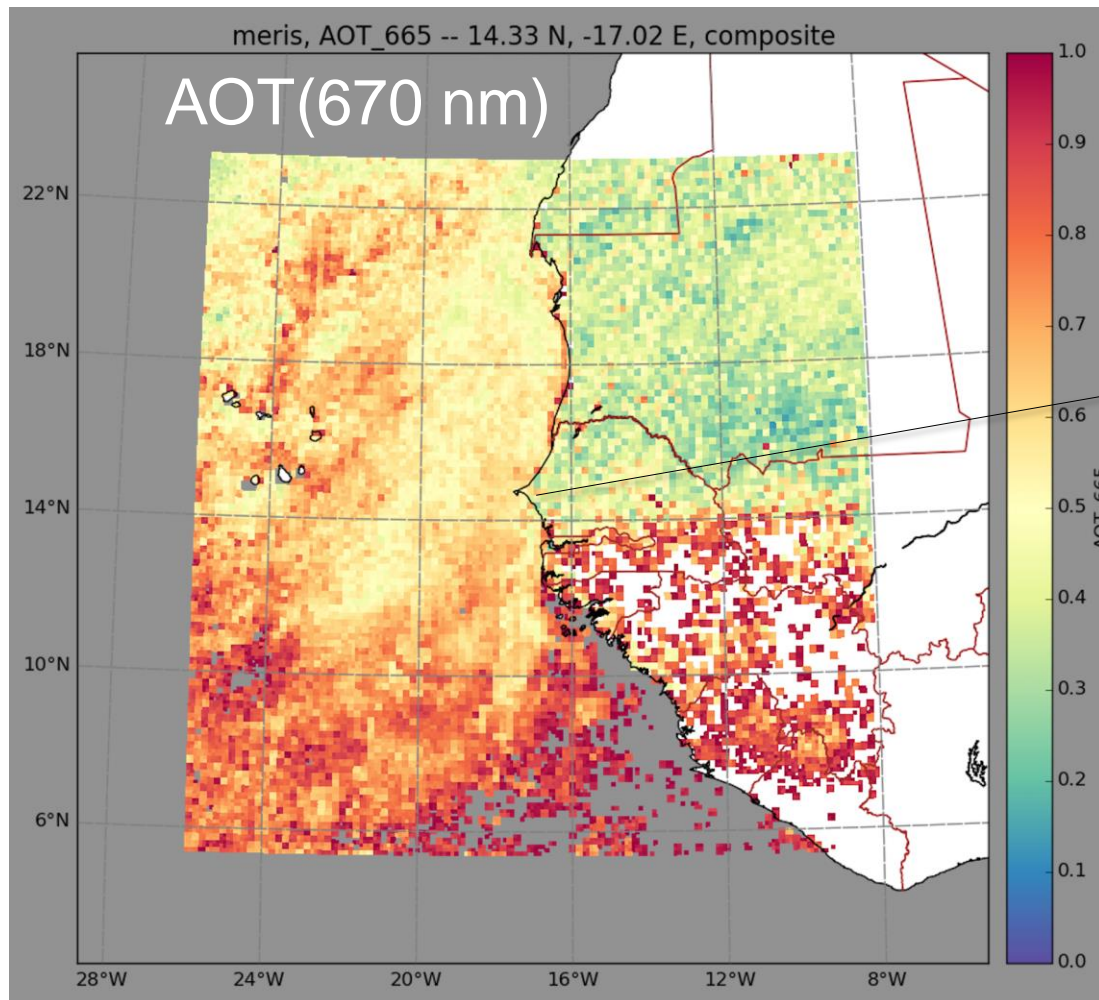 meris, AOT_665 -- 14.33 N, -17.02 E, composite
AOT(670 nm)
22°N
18°N
14°N
10°N
6°N
28°W
24°W
20°W
16°W
12°W
8°W
1.0
0.9
0.8
0.7
0.6
0.5
0.4
0.3
0.2
0.1
0.0
AOT_665